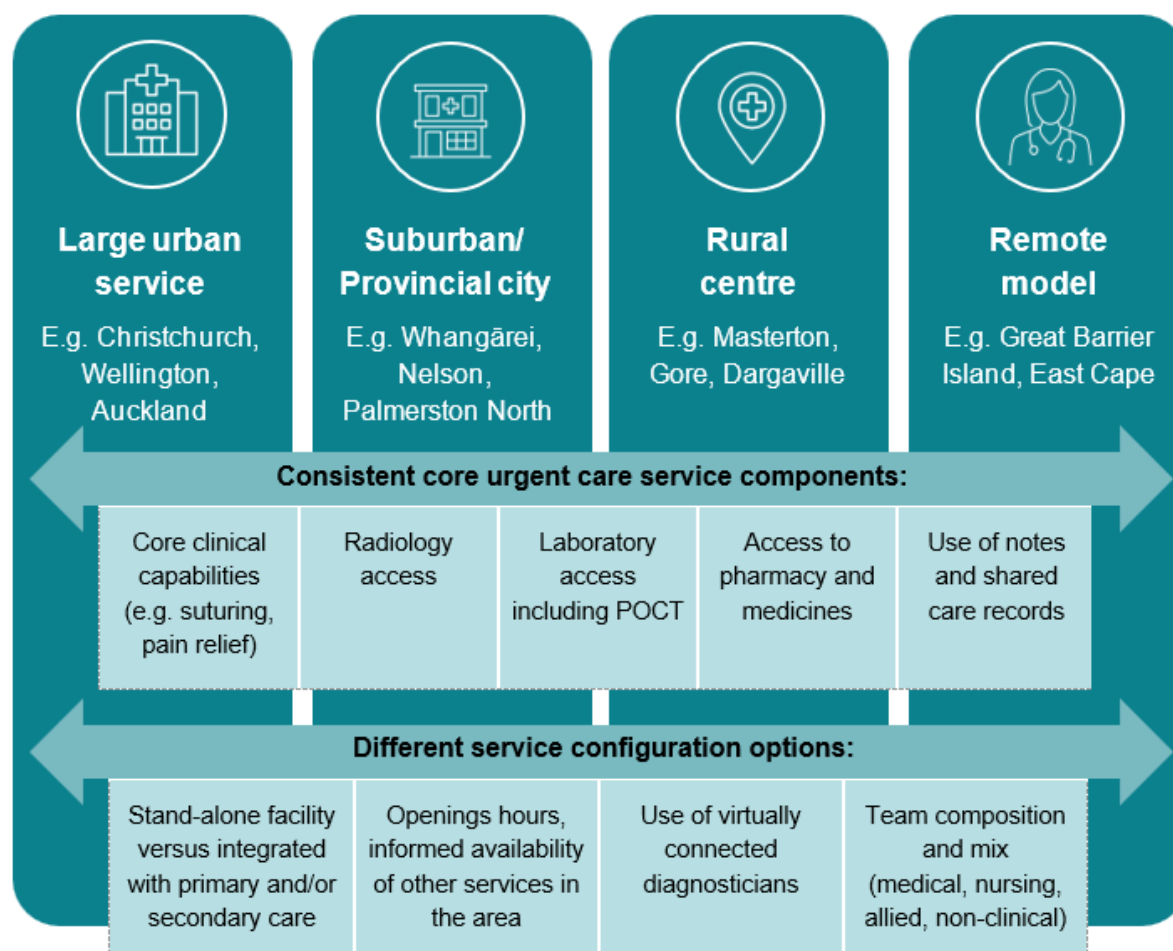 Large urban
service
E.g. Christchurch,
Wellington,
Auckland
Suburban/
Provincial city
E.g. Whangārei,
Nelson,
Palmerston North
Rural
centre
E.g. Masterton,
Gore, Dargaville
Remote
model
E.g. Great Barrier
Island, East Cape
Consistent core urgent care service components:
Core clinical
capabilities
(e.g. suturing,
pain relief)
Radiology
access
Laboratory
access
including POCT
Access to
pharmacy and
medicines
Use of notes
and shared
care records
Different service configuration options:
Stand-alone facility
versus integrated
with primary and/or
secondary care
Openings hours,
informed availability
of other services in
the area
Use of virtually
connected
diagnosticians
Team composition
and mix
(medical, nursing,
allied, non-clinical)